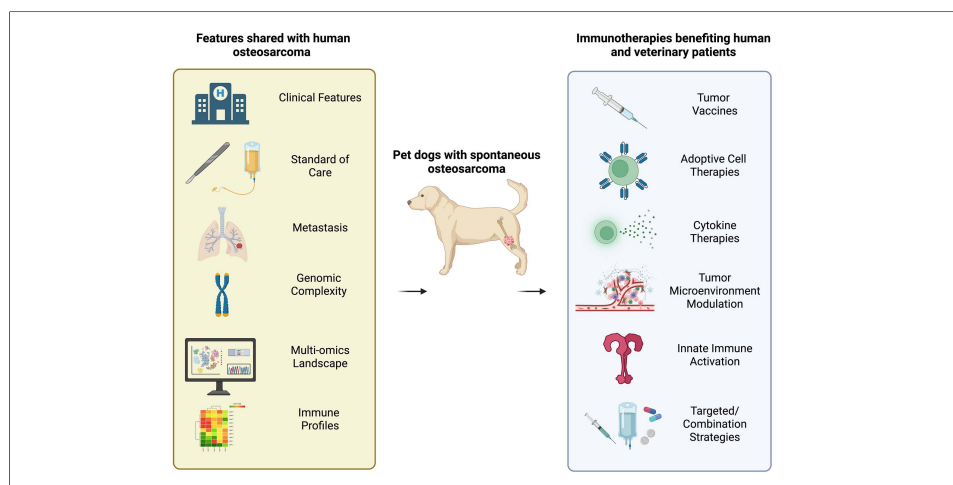 Features shared with human
osteosarcoma
H
Clinical Features
Standard of
Care
Metastasis
Genomic
Complexity
Multi-omics
Landscape
Immune
Profiles
Pet dogs with spontaneous
osteosarcoma
Immunotherapies benefiting human
and veterinary patients
Tumor
Vaccines
Adoptive Cell
Therapies
Cytokine
Therapies
Tumor
Microenvironment
Modulation
Innate Immune
Activation
Targeted/
Combination
Strategies